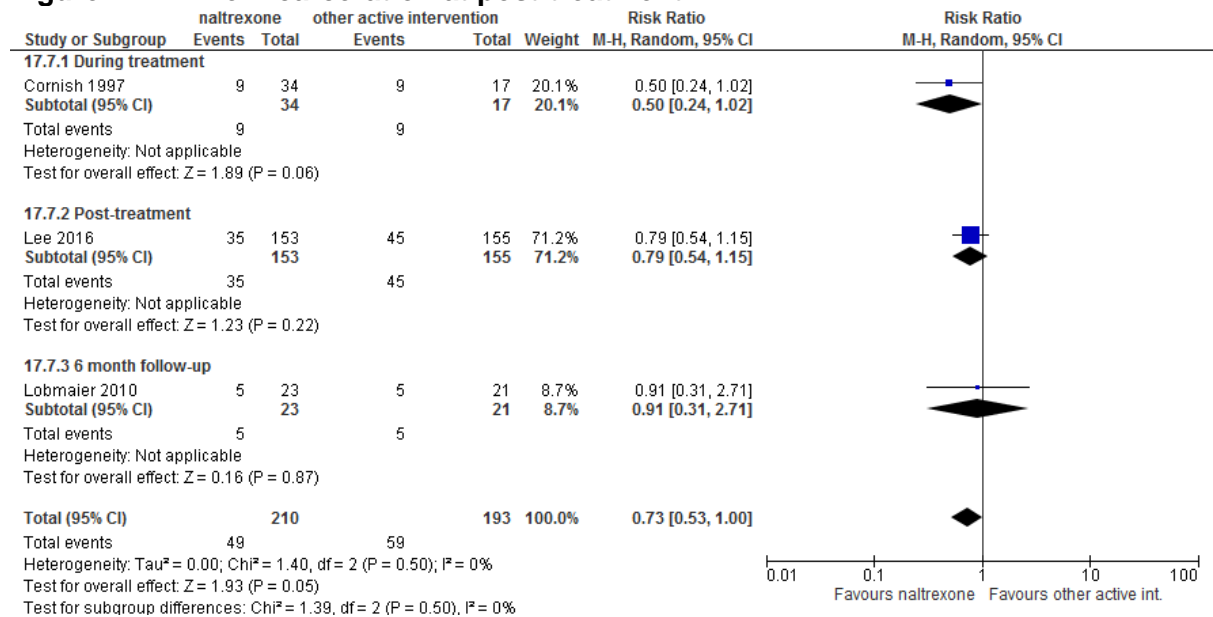 naltrexone other active intervention Risk Ratio Risk Ratio
Study or Subgroup Events Total Events Total Weight M-H, Random, 95% CI M-H, Random, 95% CI
17.7.1 During treatment
Cornish 1997 9 34 9 17 20.1% 0.50 [0.24, 1.02]
Subtotal (95% CI) 34 17 20.1% 0.50 [0.24, 1.02]
Total events 9 9
Heterogeneity: Not applicable
Test for overall effect: Z = 1.89 (P = 0.06)
17.7.2 Post-treatment
Lee 2016 35 153 45 155 71.2% 0.79 [0.54, 1.15]
Subtotal (95% CI) 153 155 71.2% 0.79 [0.54, 1.15]
Total events 35 45
Heterogeneity: Not applicable
Test for overall effect: Z = 1.23 (P = 0.22)
17.7.3 6 month follow-up
Lobmaier 2010 5 23 5 21 8.7% 0.91 [0.31, 2.71]
Subtotal (95% CI) 23 21 8.7% 0.91 [0.31, 2.71]
Total events 5 5
Heterogeneity: Not applicable
Test for overall effect: Z = 0.16 (P = 0.87)
Total (95% CI) 210 193 100.0% 0.73 [0.53, 1.00]
Total events 49 59
Heterogeneity: Tau² = 0.00; Chi² = 1.40, df = 2 (P = 0.50); I² = 0%
Test for overall effect: Z = 1.93 (P = 0.05)
Test for subgroup differences: Chi² = 1.39, df = 2 (P = 0.50), I² = 0%
0.01 0.1 1 10 100
Favours naltrexone Favours other active int.